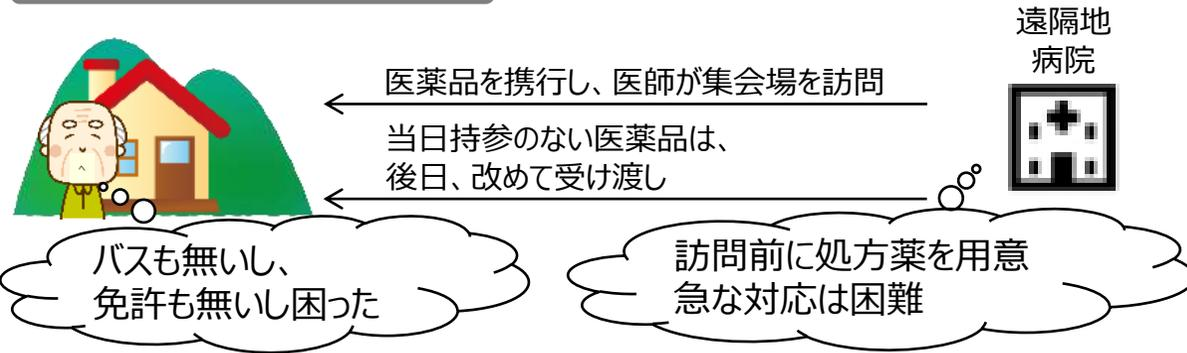 遠隔地
病院
医薬品を携行し、医師が集会場を訪問
当日持参のない医薬品は、
後日、改めて受け渡し
バスも無いし、
免許も無いし困った
訪問前に処方薬を用意
急な対応は困難